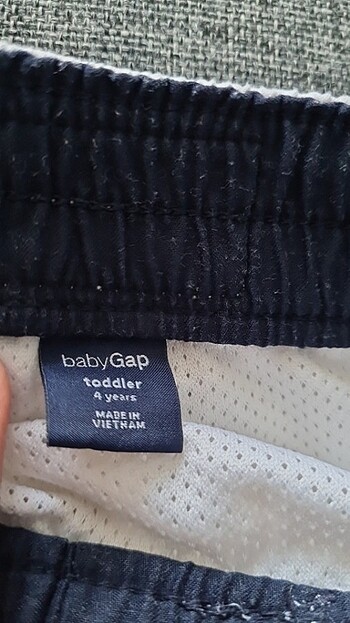 babyGap
toddler
4 years
MADE IN
VIETNAM